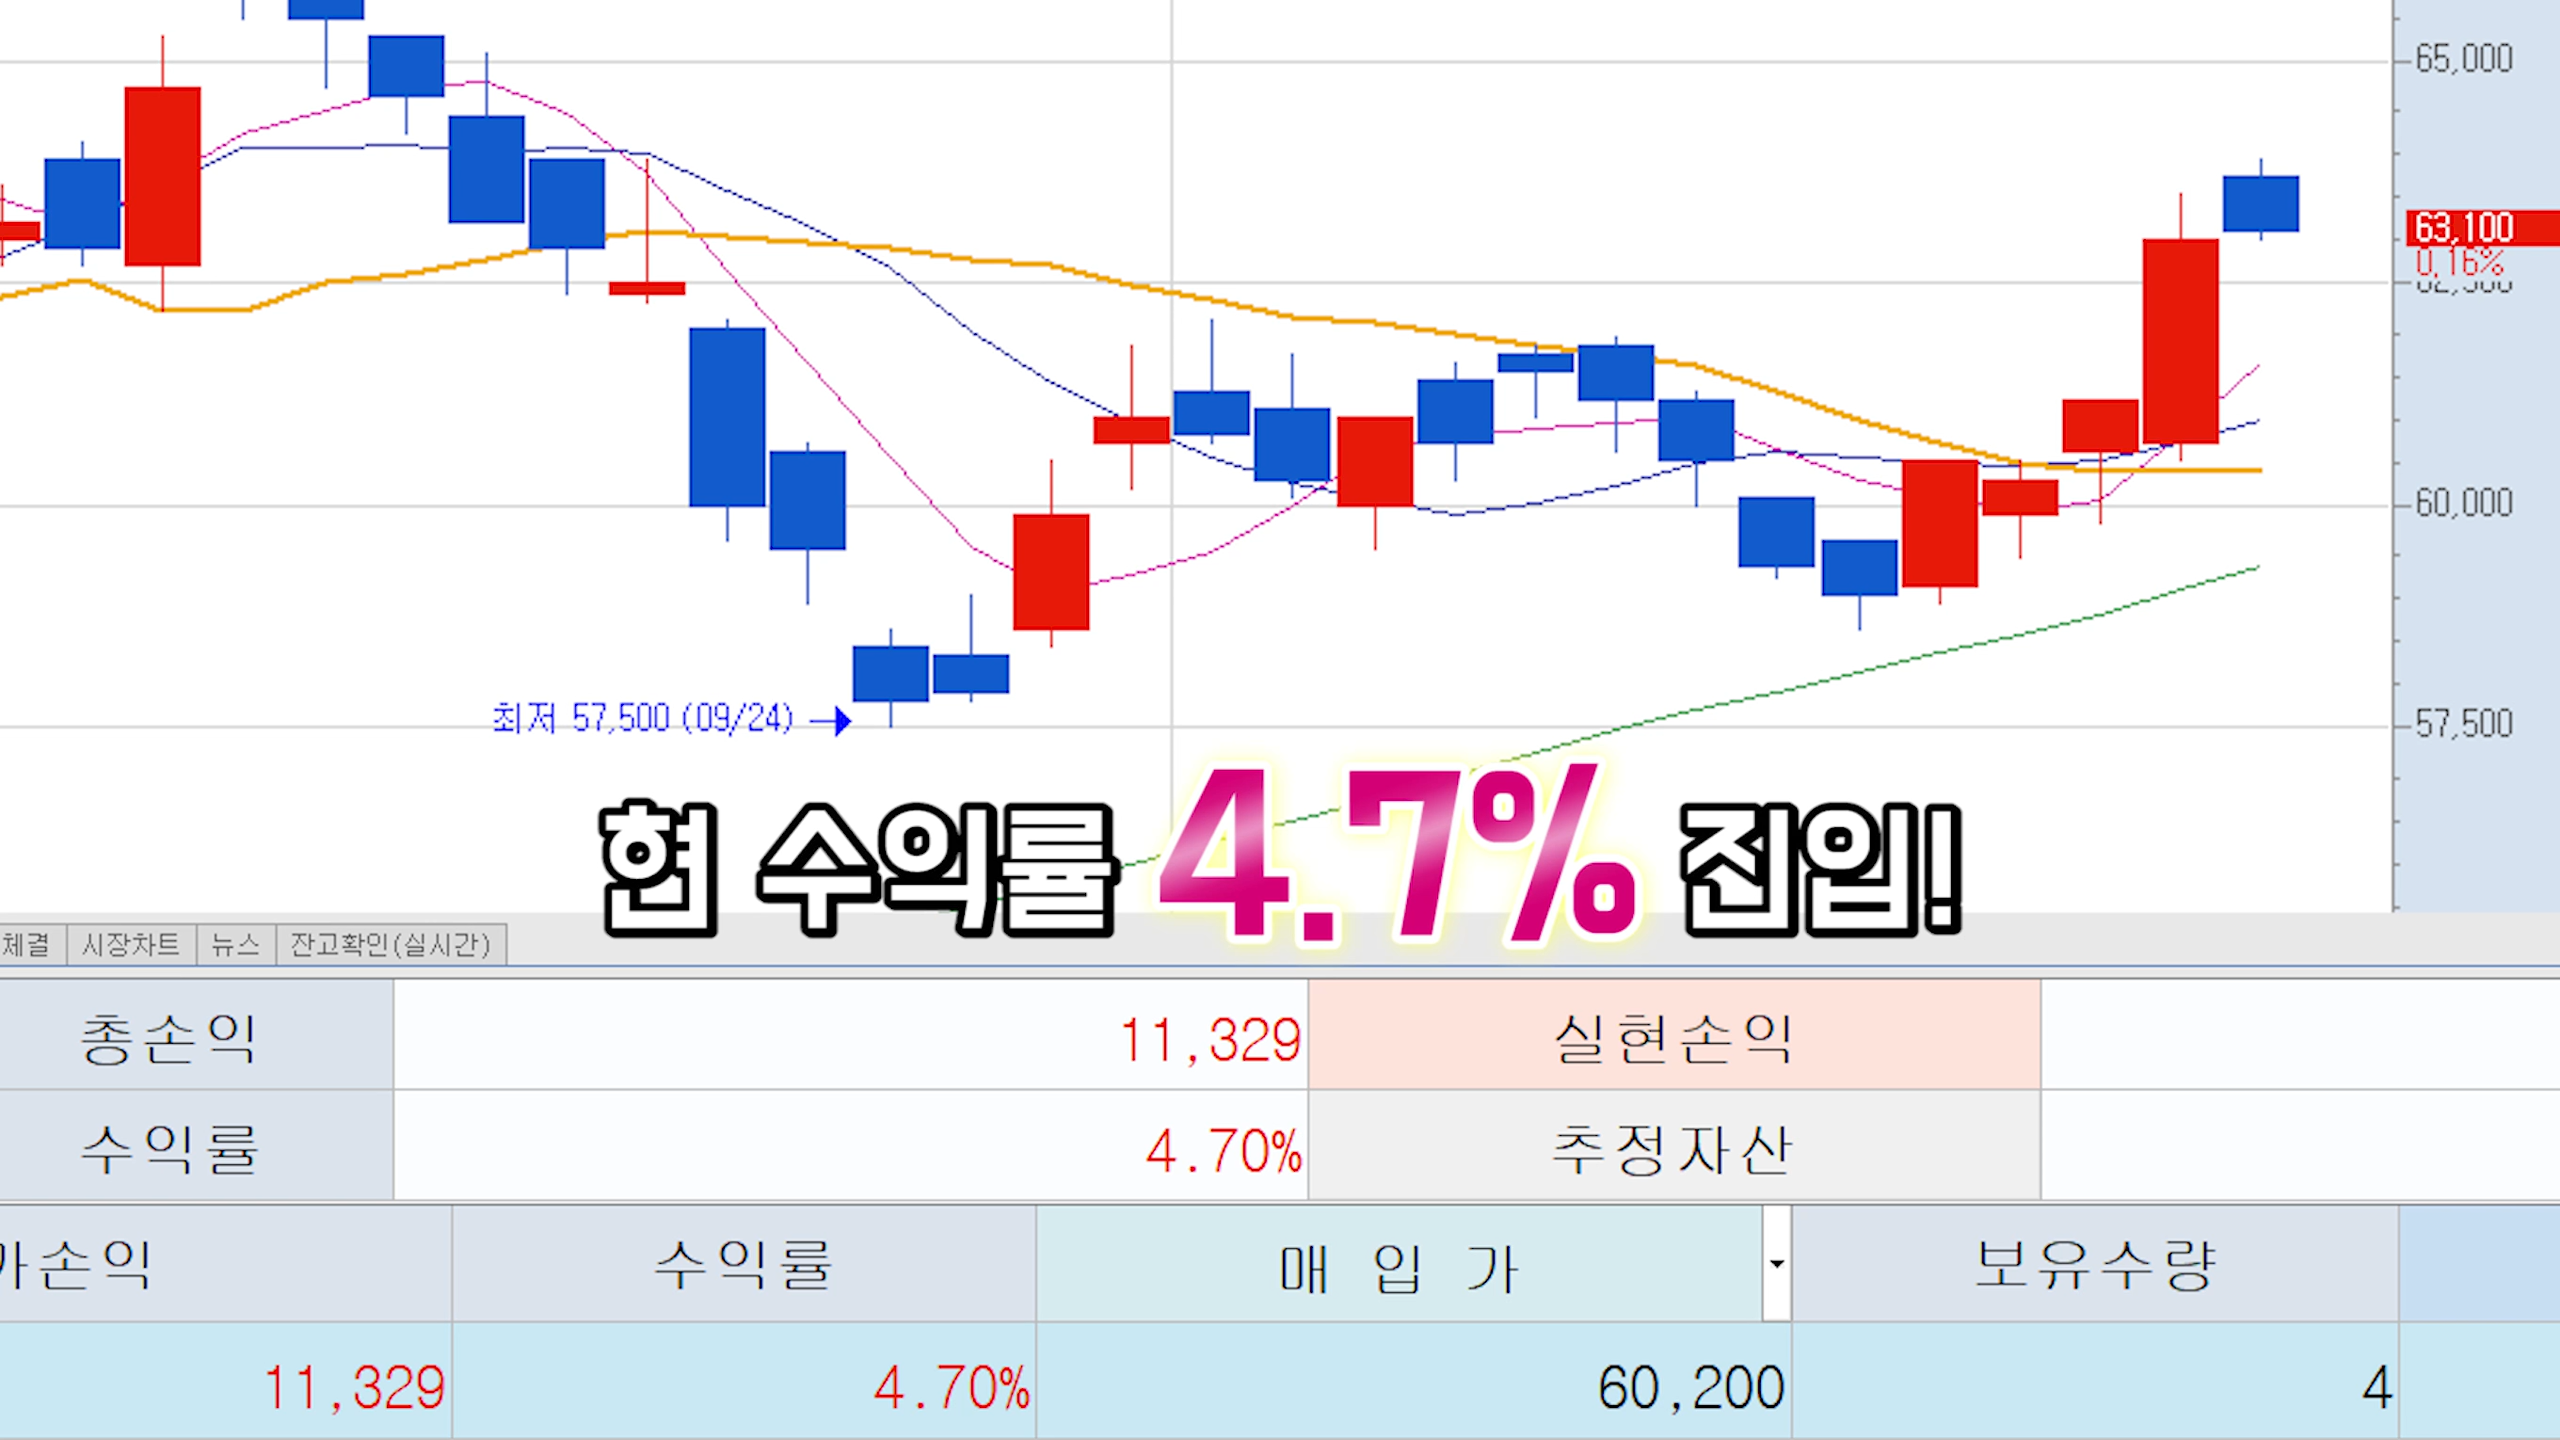 65,000
63,100
0,16%
최저 57,500 (09/24)
60,000
57,500
현 수익률 4.7% 진입!
체결 시장차트 뉴스 잔고확인(실시간)
총손익 11,329 실현손익
수익률 4.70% 추정자산
가손익 수익률 매 입 가 보유수량
11,329 4.70% 60,200 4